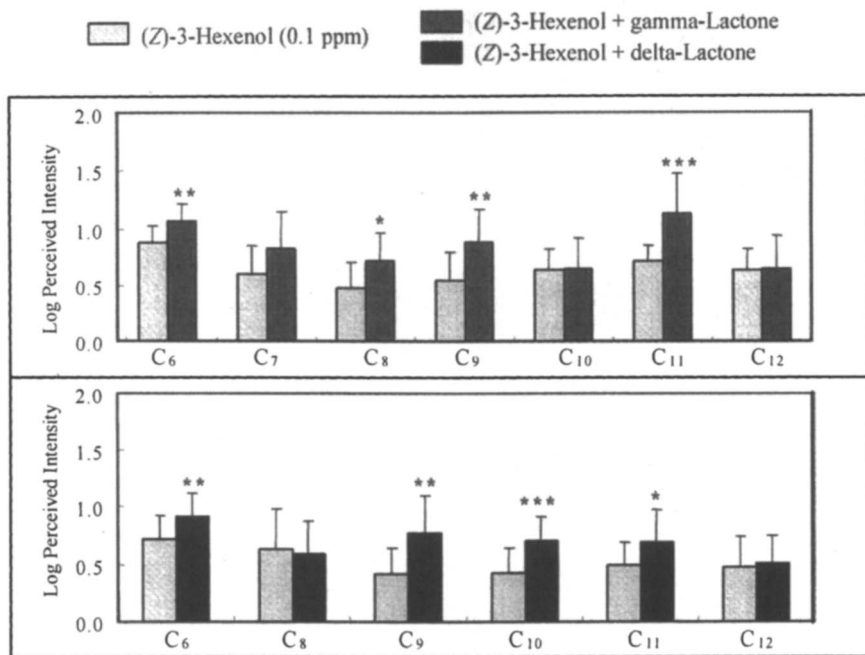 (Z)-3-Hexenol (0.1 ppm)
(Z)-3-Hexenol + gamma-Lactone
(Z)-3-Hexenol + delta-Lactone
Log Perceived Intensity
2.0
1.5
1.0
0.5
0.0
** * ** ***
C6 C7 C8 C9 C10 C11 C12
Log Perceived Intensity
2.0
1.5
1.0
0.5
0.0
** ** *** *
C6 C8 C9 C10 C11 C12